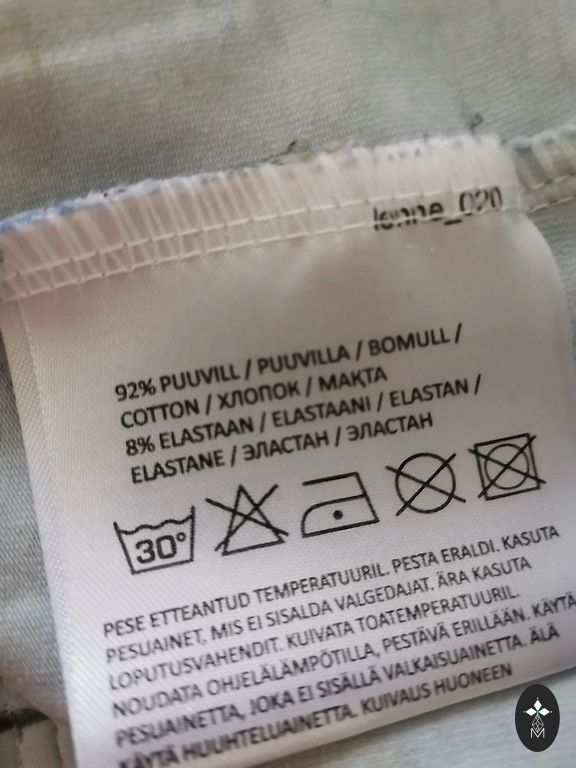 92% PUUVILL / PUUVILLA / BOMULL /
COTTON / ХЛОПОК / МАҚТА
8% ELASTAAN / ELASTAANI / ELASTAN /
ELASTANE / ЭЛАСТАН / ЭЛАСТАН
30°
PESE ETTEANTUD TEMPERATUURIL. PESTA ERALDI. KASUTA
PESUAINET, MIS EI SISALDA VALGEDAJAT. ÄRA KASUTA
LOPUTUSVAHENDIT. KUIVATA TOATEMPERATUURIL.
NOUDATA OHJELÄLÄMPÖTILLA, PESTÄVÄ ERILLÄÄN. KÄYTÄ
PESUAINETTA, JOKA EI SISÄLLÄ VALKAISUAINETTA. ÄLÄ
KÄYTÄ HUUHTELUAINETTA. KUIVAUS HUONEEN
M